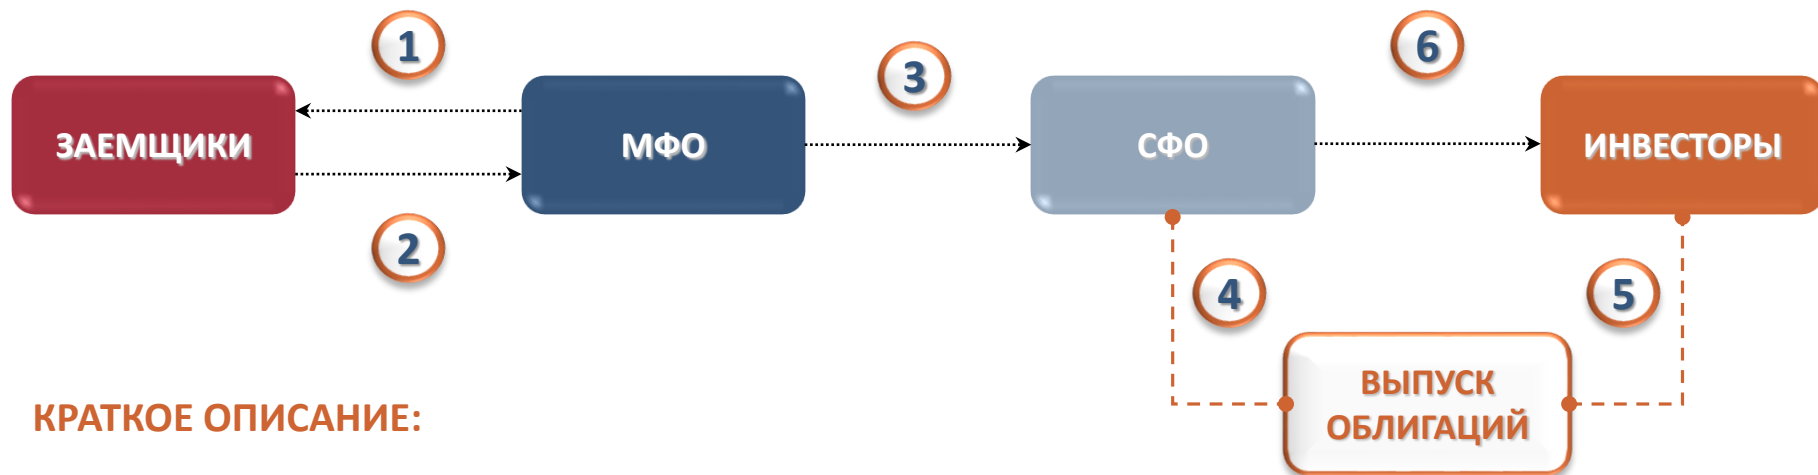 1
3
6
ЗАЕМЩИКИ
МФО
СФО
ИНВЕСТОРЫ
2
4
5
ВЫПУСК
ОБЛИГАЦИЙ
КРАТКОЕ ОПИСАНИЕ: